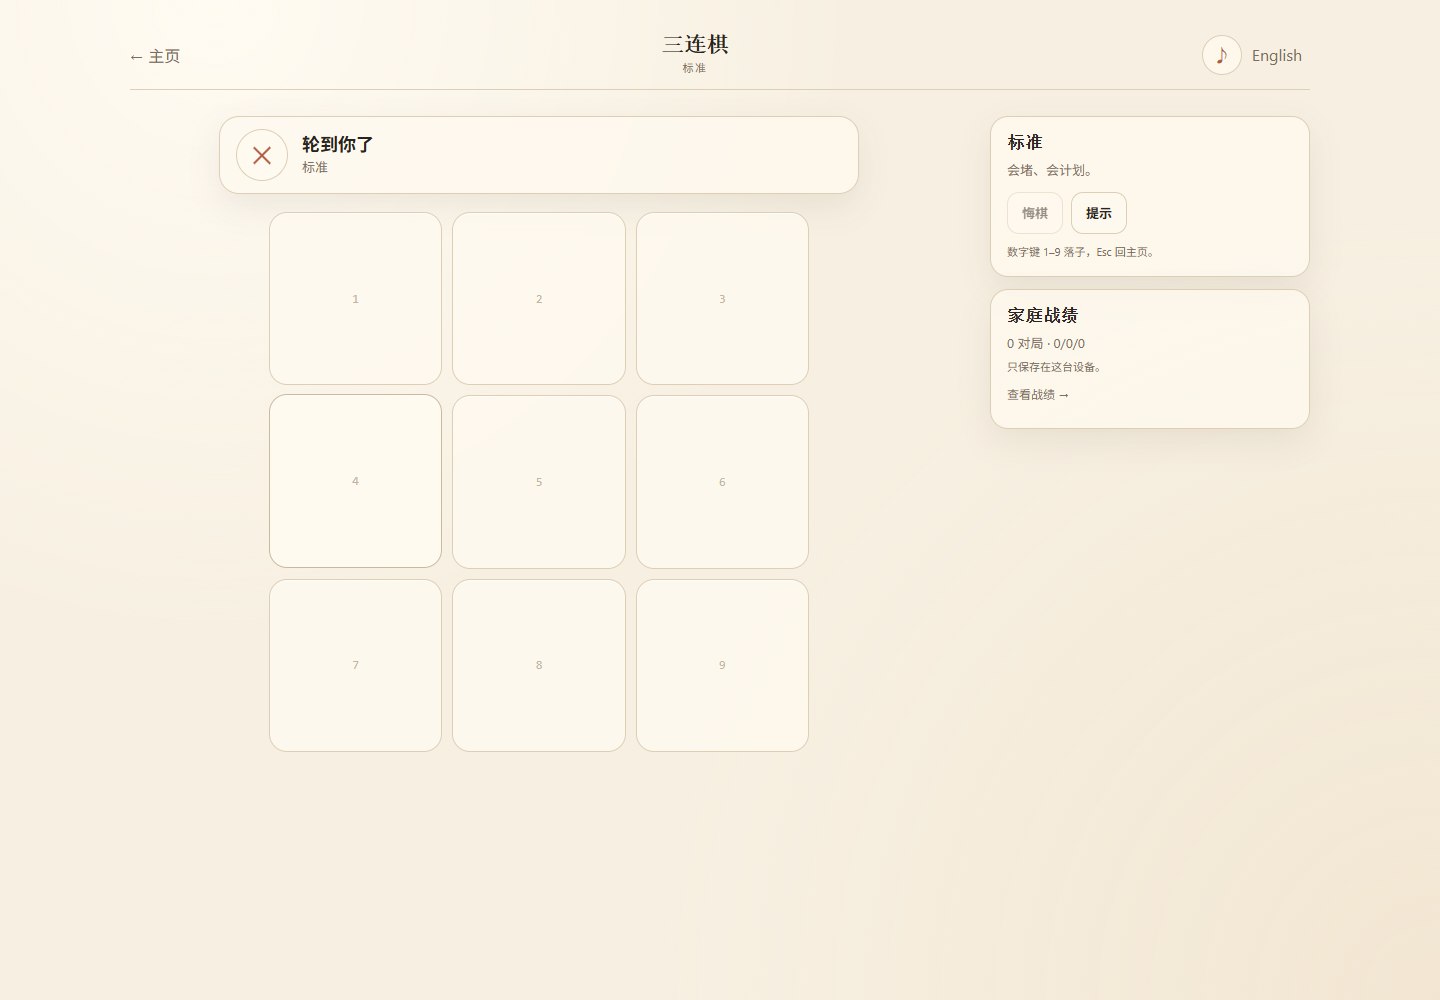 ← 主页
三连棋
标准
English
轮到你了
标准
1
2
3
4
5
6
7
8
9
标准
会堵、会计划。
悔棋
提示
数字键 1–9 落子，Esc 回主页。
家庭战绩
0 对局 · 0/0/0
只保存在这台设备。
查看战绩 →